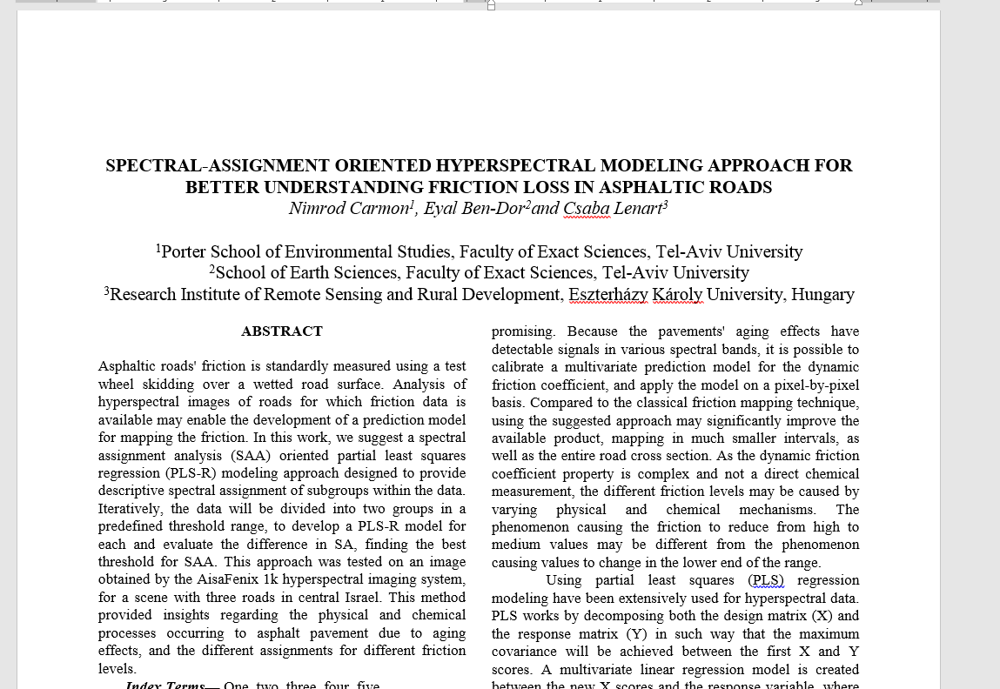 SPECTRAL-ASSIGNMENT ORIENTED HYPERSPECTRAL MODELING APPROACH FOR
BETTER UNDERSTANDING FRICTION LOSS IN ASPHALTIC ROADS
Nimrod Carmon¹, Eyal Ben-Dor²and Csaba Lenart³
¹Porter School of Environmental Studies, Faculty of Exact Sciences, Tel-Aviv University
²School of Earth Sciences, Faculty of Exact Sciences, Tel-Aviv University
³Research Institute of Remote Sensing and Rural Development, Eszterházy Károly University, Hungary
ABSTRACT
Asphaltic roads' friction is standardly measured using a test
wheel skidding over a wetted road surface. Analysis of
hyperspectral images of roads for which friction data is
available may enable the development of a prediction model
for mapping the friction. In this work, we suggest a spectral
assignment analysis (SAA) oriented partial least squares
regression (PLS-R) modeling approach designed to provide
descriptive spectral assignment of subgroups within the data.
Iteratively, the data will be divided into two groups in a
predefined threshold range, to develop a PLS-R model for
each and evaluate the difference in SA, finding the best
threshold for SAA. This approach was tested on an image
obtained by the AisaFenix 1k hyperspectral imaging system,
for a scene with three roads in central Israel. This method
provided insights regarding the physical and chemical
processes occurring to asphalt pavement due to aging
effects, and the different assignments for different friction
levels.
Index Terms— One, two, three, four, five
promising. Because the pavements' aging effects have
detectable signals in various spectral bands, it is possible to
calibrate a multivariate prediction model for the dynamic
friction coefficient, and apply the model on a pixel-by-pixel
basis. Compared to the classical friction mapping technique,
using the suggested approach may significantly improve the
available product, mapping in much smaller intervals, as
well as the entire road cross section. As the dynamic friction
coefficient property is complex and not a direct chemical
measurement, the different friction levels may be caused by
varying physical and chemical mechanisms. The
phenomenon causing the friction to reduce from high to
medium values may be different from the phenomenon
causing values to change in the lower end of the range.
Using partial least squares (PLS) regression
modeling have been extensively used for hyperspectral data.
PLS works by decomposing both the design matrix (X) and
the response matrix (Y) in such way that the maximum
covariance will be achieved between the first X and Y
scores. A multivariate linear regression model is created
between the new X scores and the response variable, where